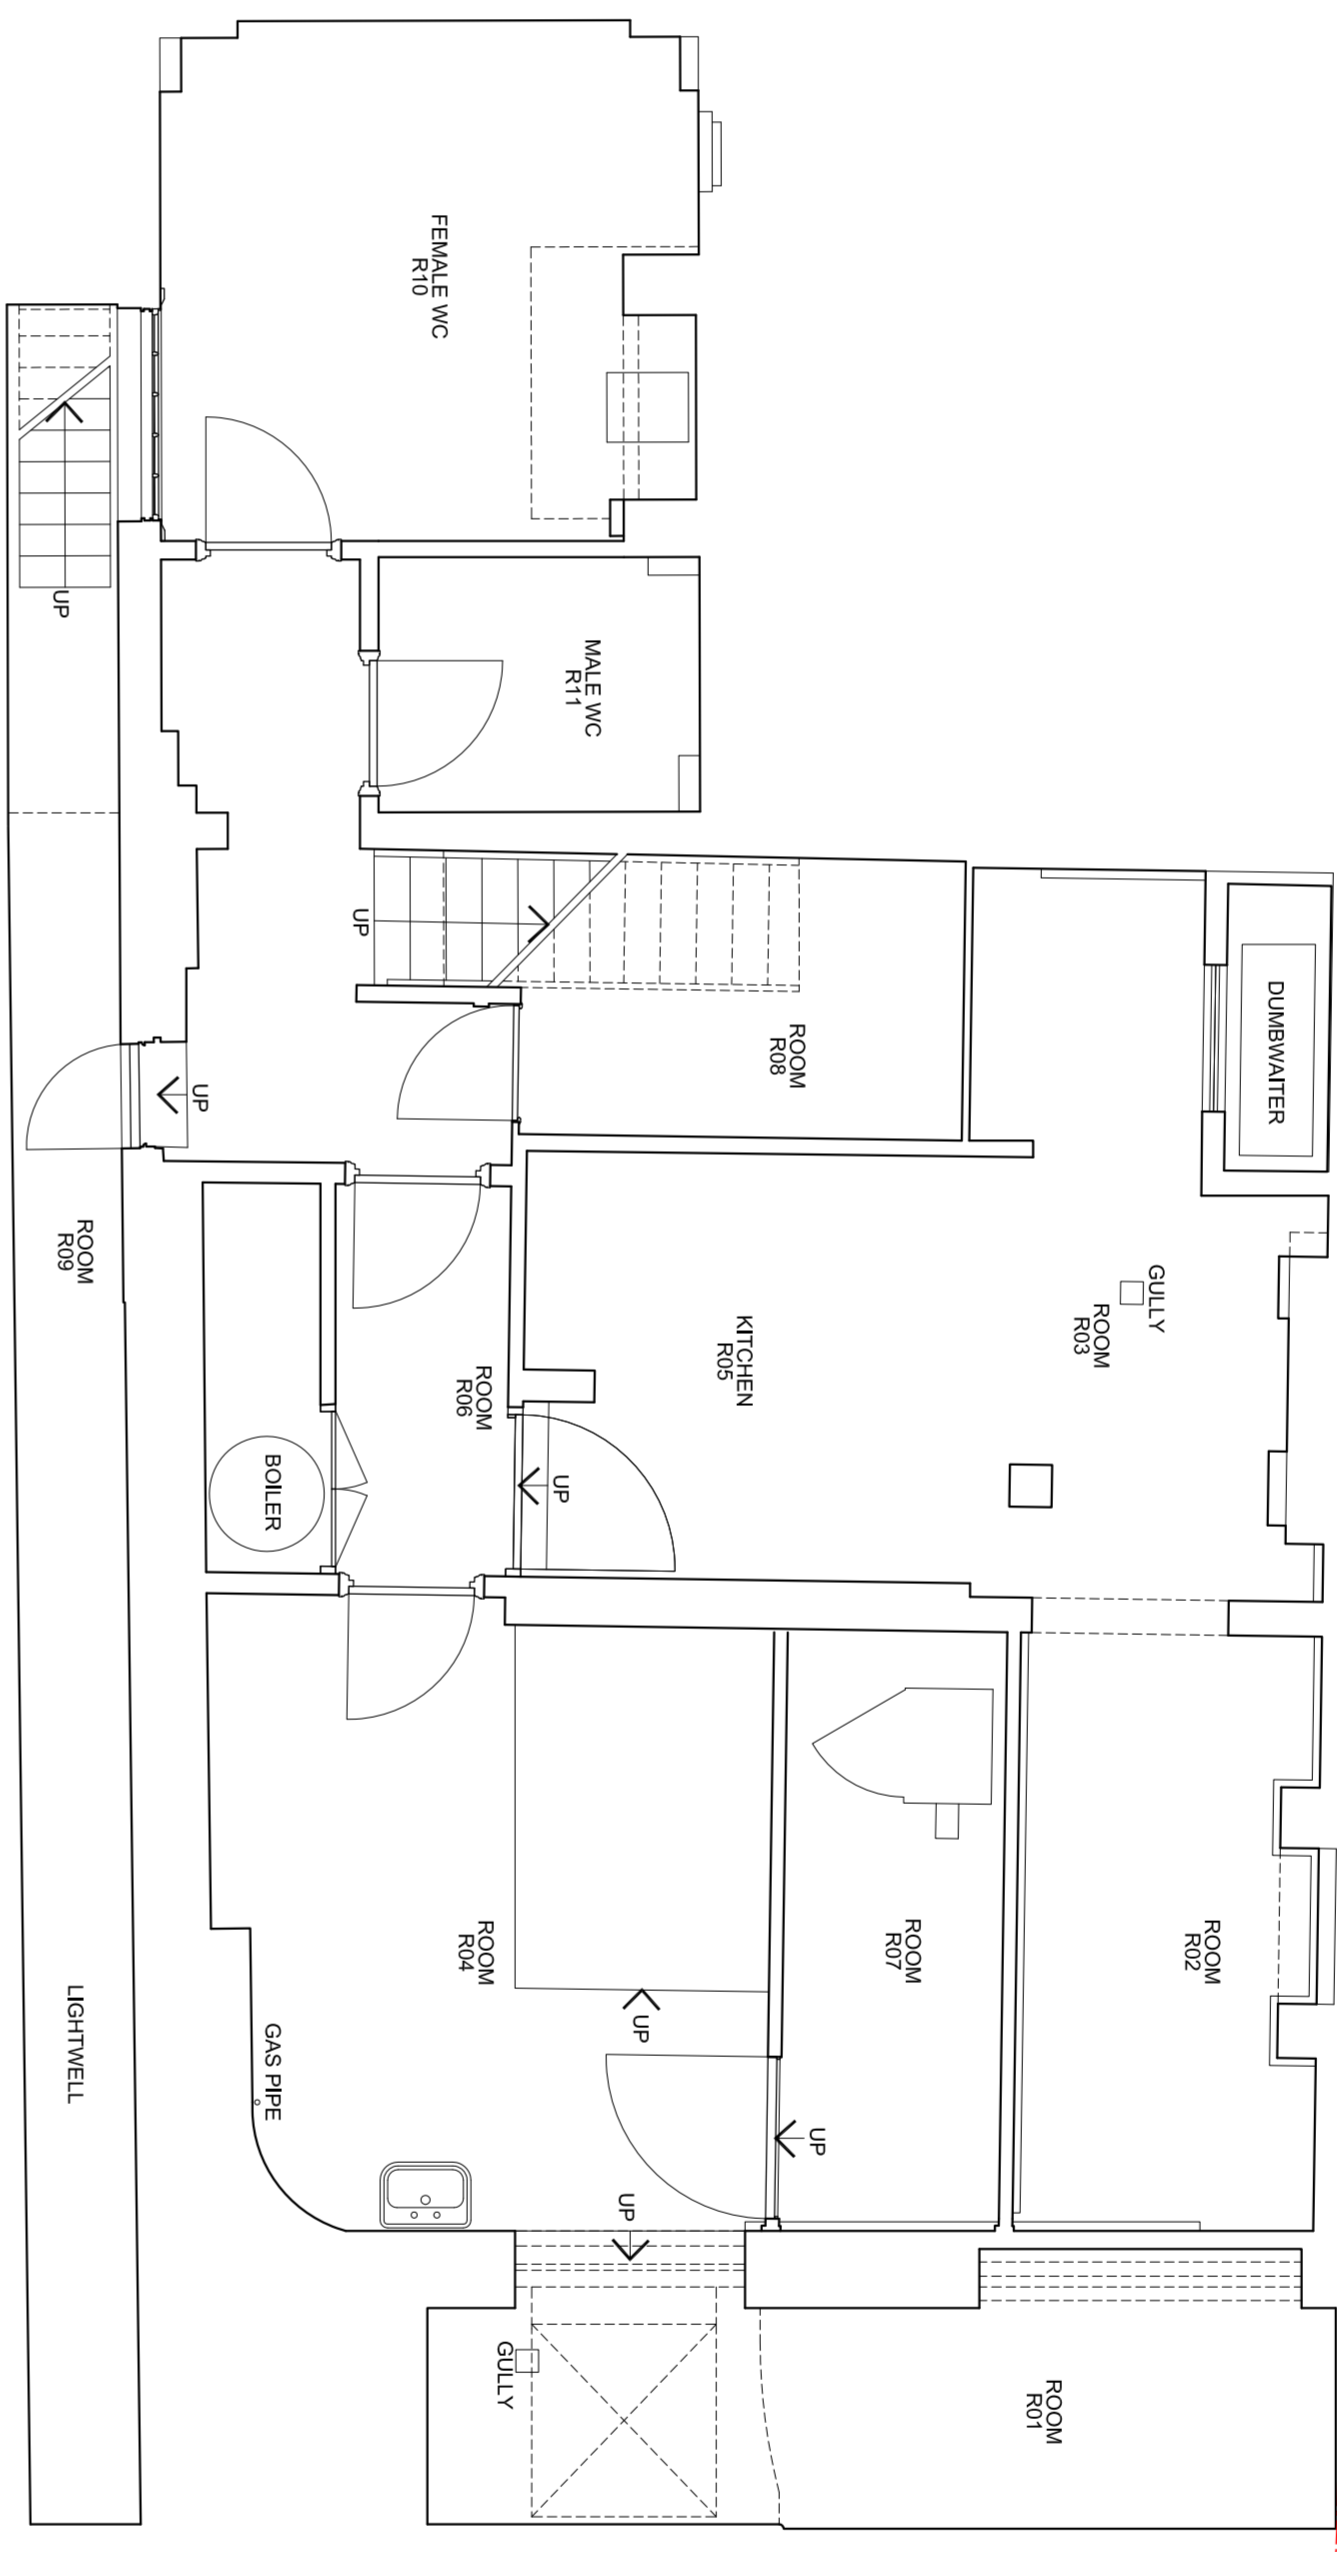 FEMALE WC
R10
UP
MALE WC
R11
UP
DUMBWAITER
ROOM
R08
UP
ROOM
R09
GULLY
ROOM
R03
KITCHEN
R05
ROOM
R06
BOILER
UP
ROOM
R04
ROOM
R07
ROOM
R02
LIGHTWELL
GAS PIPE
UP
UP
UP
GULLY
ROOM
R01